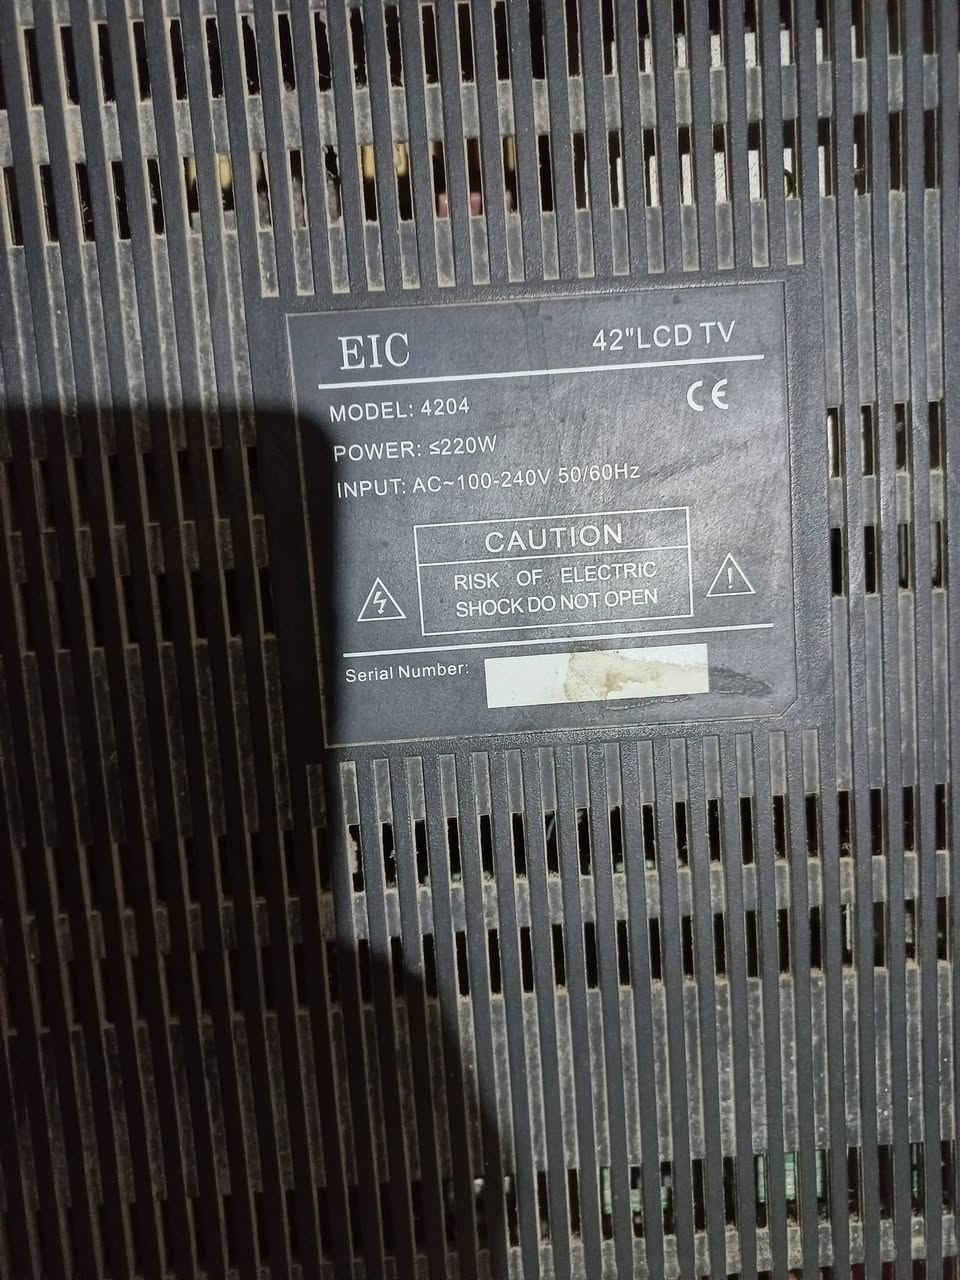 EIC 42"LCD TV
MODEL: 4204 CE
POWER: ≤220W
INPUT: AC~100-240V 50/60Hz
CAUTION
RISK OF ELECTRIC
SHOCK DO NOT OPEN
Serial Number: